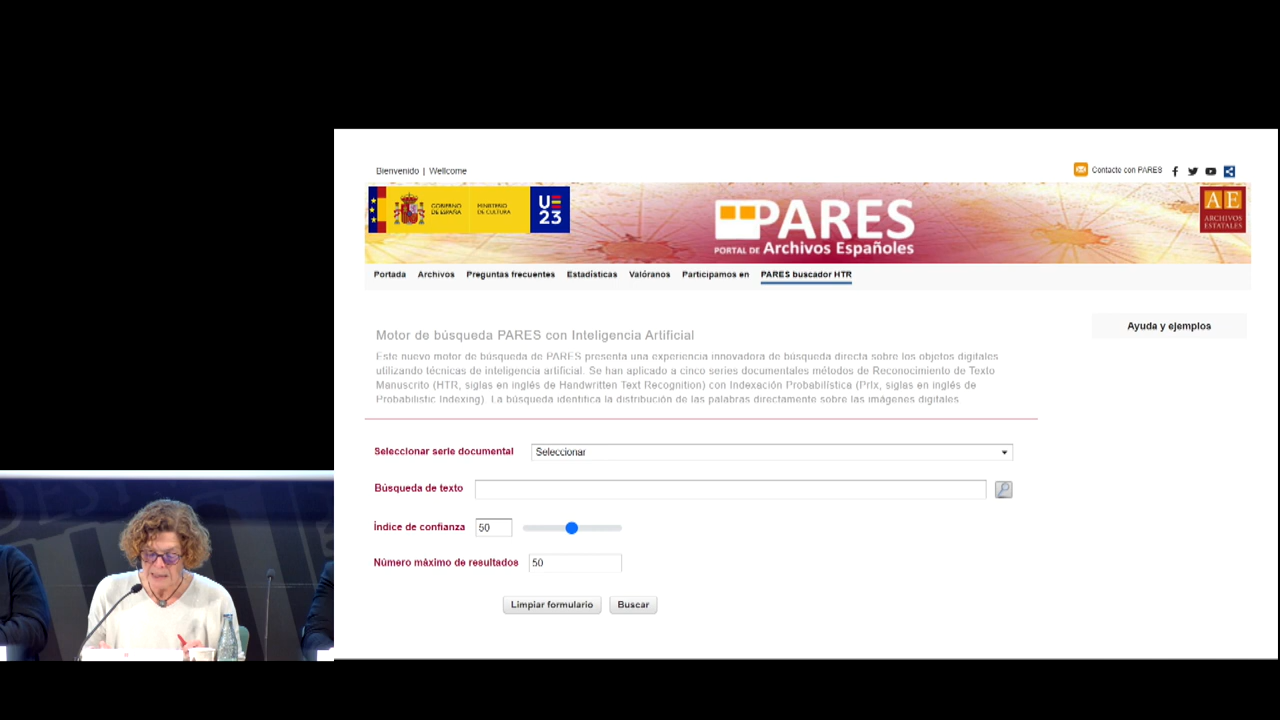 Bienvenido | Wellcome
Contacte con PARES
GOBIERNO DE ESPAÑA
MINISTERIO DE CULTURA
UE 23
PARES
PORTAL DE Archivos Españoles
AE
ARCHIVOS ESTATALES
Portada Archivos Preguntas frecuentes Estadísticas Valóranos Participamos en PARES buscador HTR
Ayuda y ejemplos
Motor de búsqueda PARES con Inteligencia Artificial
Este nuevo motor de búsqueda de PARES presenta una experiencia innovadora de búsqueda directa sobre los objetos digitales
utilizando técnicas de inteligencia artificial. Se han aplicado a cinco series documentales métodos de Reconocimiento de Texto
Manuscrito (HTR, siglas en inglés de Handwritten Text Recognition) con Indexación Probabilística (PrIx, siglas en inglés de
Probabilistic Indexing). La búsqueda identifica la distribución de las palabras directamente sobre las imágenes digitales
Seleccionar serie documental Seleccionar
Búsqueda de texto
Índice de confianza 50
Número máximo de resultados 50
Limpiar formulario Buscar